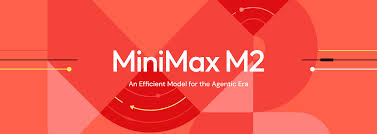 MiniMax M2
An Efficient Model for the Agentic Era